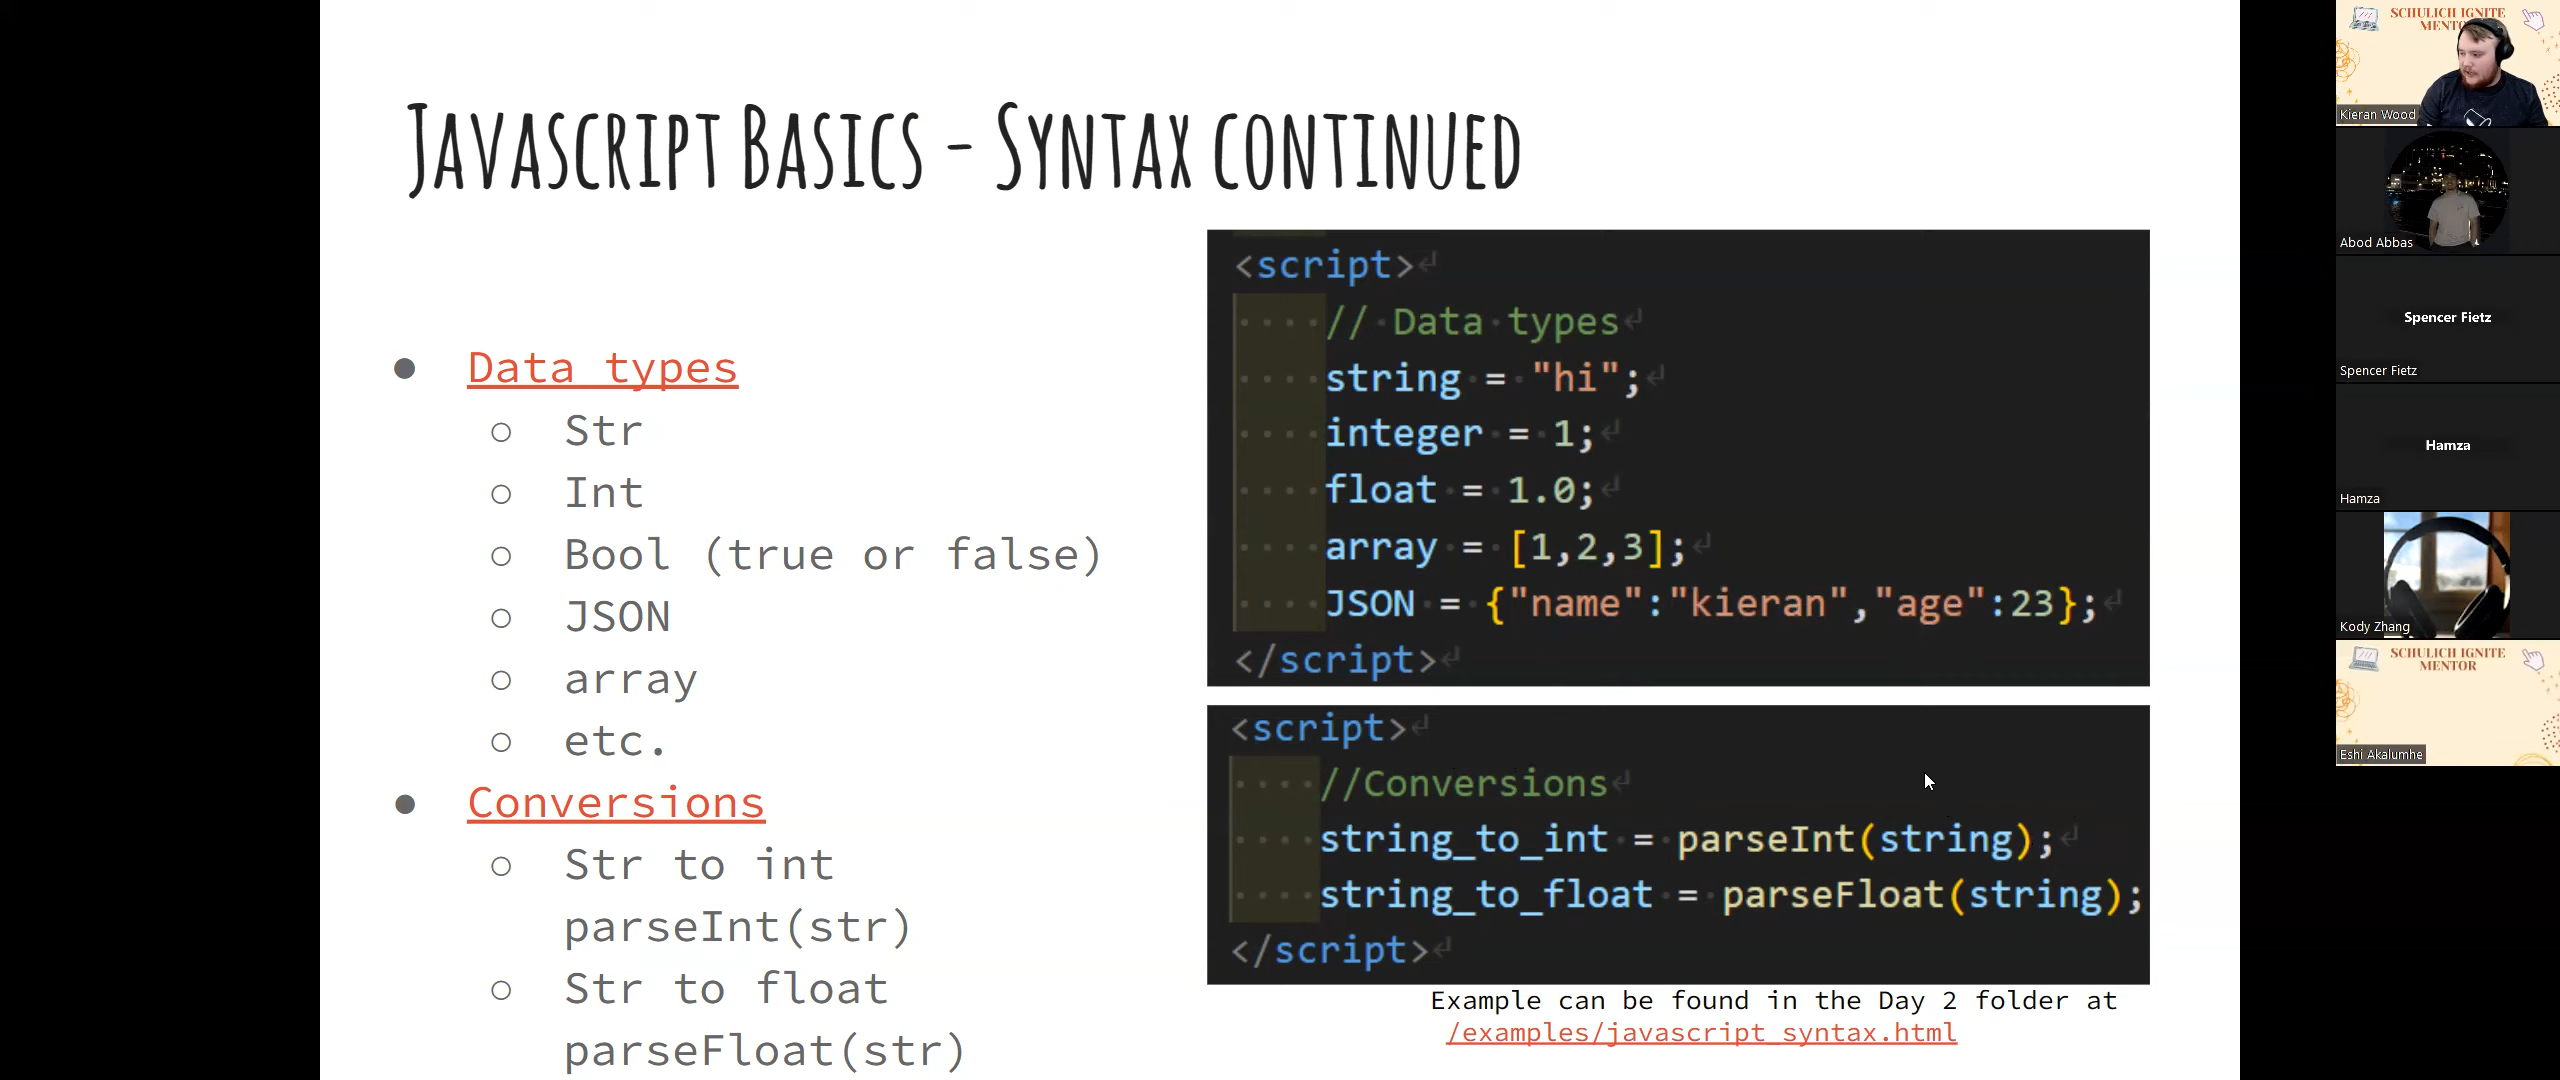 JAVASCRIPT BASICS - SYNTAX CONTINUED
● Data types
○ Str
○ Int
○ Bool (true or false)
○ JSON
○ array
○ etc.
● Conversions
○ Str to int
parseInt(str)
○ Str to float
parseFloat(str)
<script>
// Data types
string = "hi";
integer = 1;
float = 1.0;
array = [1,2,3];
JSON = {"name":"kieran","age":23};
</script>
<script>
//Conversions
string_to_int = parseInt(string);
string_to_float = parseFloat(string);
</script>
Example can be found in the Day 2 folder at
/examples/javascript_syntax.html
SCHULICH IGNITE
Kieran Wood
Abod Abbas
Spencer Fietz
Spencer Fietz
Hamza
Hamza
Kody Zhang
SCHULICH IGNITE
MENTOR
Eshi Akalumhe